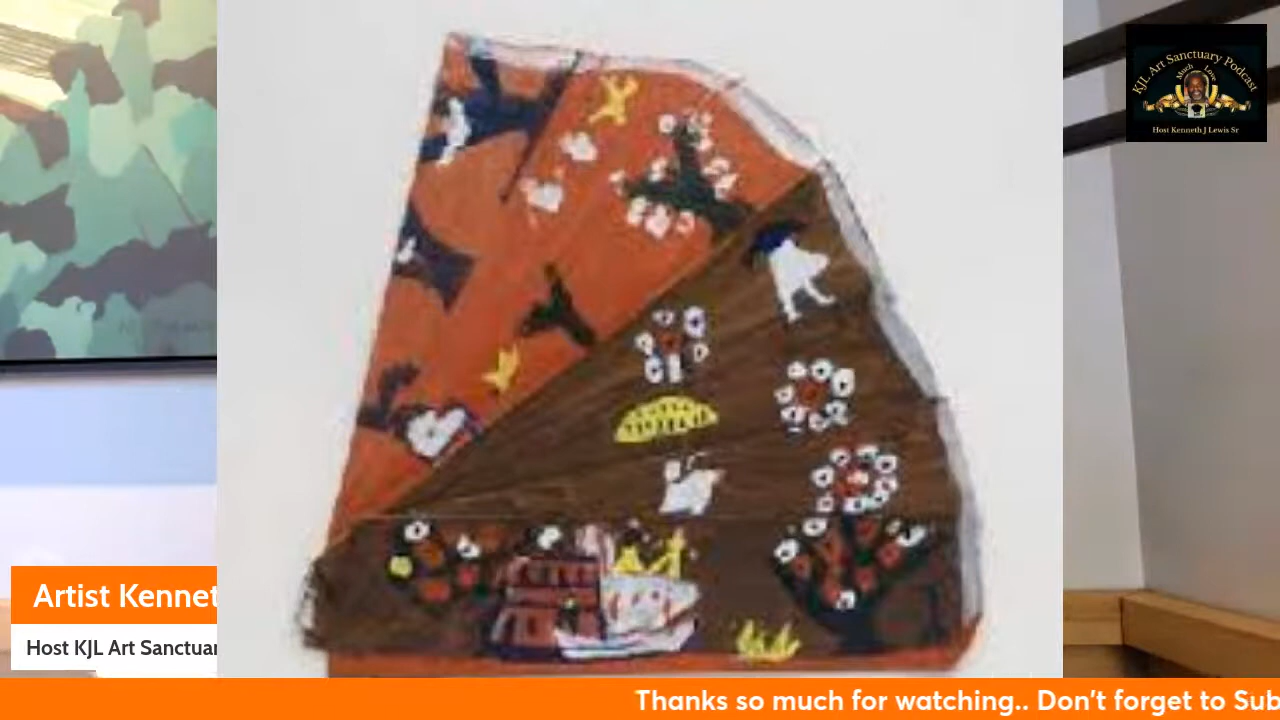 KJL Art Sanctuary Podcast
Much Love
Host Kenneth J Lewis Sr
Artist Kennet
Host KJL Art Sanctuar
Thanks so much for watching.. Don't forget to Sub